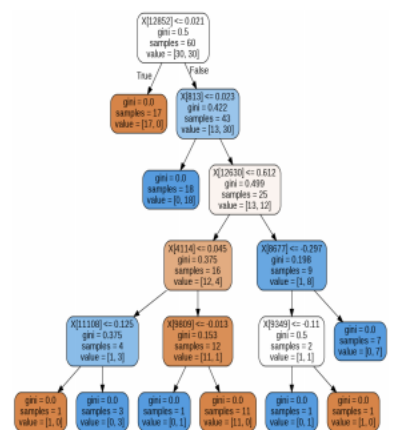 X[12852] <= 0.021
gini = 0.5
samples = 60
value = [30, 30]
True
False
gini = 0.0
samples = 17
value = [17, 0]
X[813] <= 0.023
gini = 0.422
samples = 43
value = [13, 30]
gini = 0.0
samples = 18
value = [0, 18]
X[12630] <= 0.612
gini = 0.499
samples = 25
value = [13, 12]
X[4114] <= 0.045
gini = 0.375
samples = 16
value = [12, 4]
X[8677] <= -0.297
gini = 0.198
samples = 9
value = [1, 8]
X[11108] <= 0.125
gini = 0.375
samples = 4
value = [1, 3]
X[9809] <= -0.013
gini = 0.153
samples = 12
value = [11, 1]
X[9349] <= -0.11
gini = 0.5
samples = 2
value = [1, 1]
gini = 0.0
samples = 7
value = [0, 7]
gini = 0.0
samples = 1
value = [1, 0]
gini = 0.0
samples = 3
value = [0, 3]
gini = 0.0
samples = 1
value = [0, 1]
gini = 0.0
samples = 11
value = [11, 0]
gini = 0.0
samples = 1
value = [0, 1]
gini = 0.0
samples = 1
value = [1, 0]